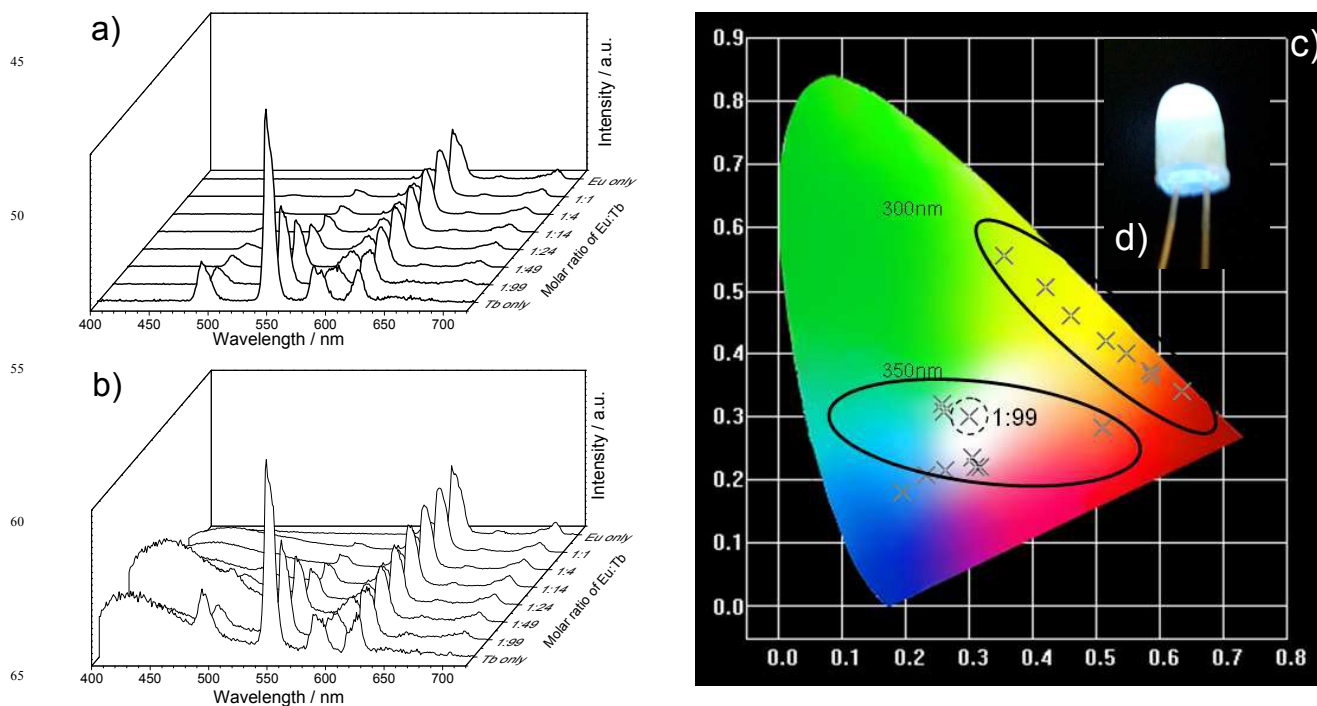 45
50
55
60
65
a)
Intensity / a.u.
Eu only
1:1
1:4
1:14
1:24
1:49
1:99
Tb only
Molar ratio of Eu:Tb
400 450 500 550 600 650 700
Wavelength / nm
b)
Intensity / a.u.
Eu only
1:1
1:4
1:14
1:24
1:49
1:99
Tb only
Molar ratio of Eu:Tb
400 450 500 550 600 650 700
Wavelength / nm
c)
0.9
0.8
0.7
0.6
0.5
0.4
0.3
0.2
0.1
0.0
300nm
350nm
1:99
d)
0.0 0.1 0.2 0.3 0.4 0.5 0.6 0.7 0.8